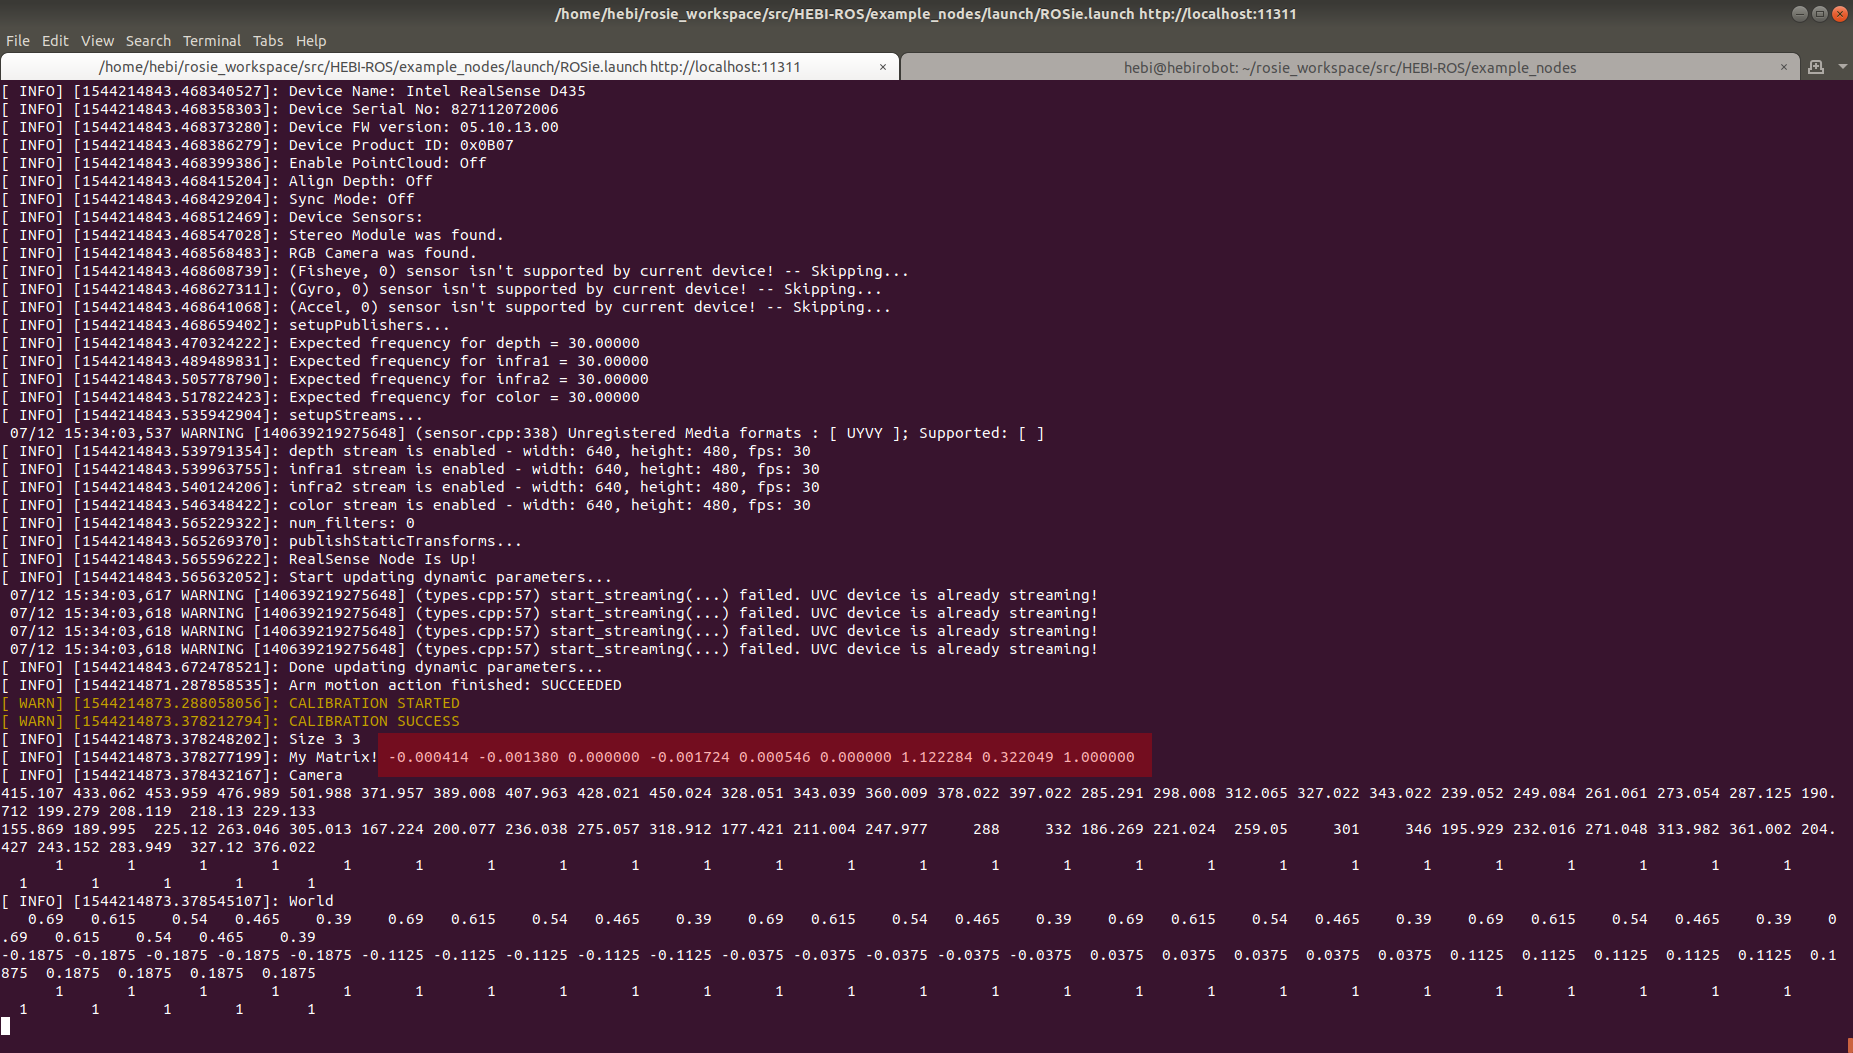 /home/hebi/rosie_workspace/src/HEBI-ROS/example_nodes/launch/ROSie.launch http://localhost:11311
File Edit View Search Terminal Tabs Help
/home/hebi/rosie_workspace/src/HEBI-ROS/example_nodes/launch/ROSie.launch http://localhost:11311 × hebi@hebirobot: ~/rosie_workspace/src/HEBI-ROS/example_nodes ×
[ INFO] [1544214843.468340527]: Device Name: Intel RealSense D435
[ INFO] [1544214843.468358303]: Device Serial No: 827112072006
[ INFO] [1544214843.468373280]: Device FW version: 05.10.13.00
[ INFO] [1544214843.468386279]: Device Product ID: 0x0B07
[ INFO] [1544214843.468399386]: Enable PointCloud: Off
[ INFO] [1544214843.468415204]: Align Depth: Off
[ INFO] [1544214843.468429204]: Sync Mode: Off
[ INFO] [1544214843.468512469]: Device Sensors:
[ INFO] [1544214843.468547028]: Stereo Module was found.
[ INFO] [1544214843.468568483]: RGB Camera was found.
[ INFO] [1544214843.468608739]: (Fisheye, 0) sensor isn't supported by current device! -- Skipping...
[ INFO] [1544214843.468627311]: (Gyro, 0) sensor isn't supported by current device! -- Skipping...
[ INFO] [1544214843.468641068]: (Accel, 0) sensor isn't supported by current device! -- Skipping...
[ INFO] [1544214843.468659402]: setupPublishers...
[ INFO] [1544214843.470324222]: Expected frequency for depth = 30.00000
[ INFO] [1544214843.489489831]: Expected frequency for infra1 = 30.00000
[ INFO] [1544214843.505778790]: Expected frequency for infra2 = 30.00000
[ INFO] [1544214843.517822423]: Expected frequency for color = 30.00000
[ INFO] [1544214843.535942904]: setupStreams...
07/12 15:34:03,537 WARNING [140639219275648] (sensor.cpp:338) Unregistered Media formats : [ UYVY ]; Supported: [ ]
[ INFO] [1544214843.539791354]: depth stream is enabled - width: 640, height: 480, fps: 30
[ INFO] [1544214843.539963755]: infra1 stream is enabled - width: 640, height: 480, fps: 30
[ INFO] [1544214843.540124206]: infra2 stream is enabled - width: 640, height: 480, fps: 30
[ INFO] [1544214843.546348422]: color stream is enabled - width: 640, height: 480, fps: 30
[ INFO] [1544214843.565229322]: num_filters: 0
[ INFO] [1544214843.565269370]: publishStaticTransforms...
[ INFO] [1544214843.565596222]: RealSense Node Is Up!
[ INFO] [1544214843.565632052]: Start updating dynamic parameters...
07/12 15:34:03,617 WARNING [140639219275648] (types.cpp:57) start_streaming(...) failed. UVC device is already streaming!
07/12 15:34:03,618 WARNING [140639219275648] (types.cpp:57) start_streaming(...) failed. UVC device is already streaming!
07/12 15:34:03,618 WARNING [140639219275648] (types.cpp:57) start_streaming(...) failed. UVC device is already streaming!
07/12 15:34:03,618 WARNING [140639219275648] (types.cpp:57) start_streaming(...) failed. UVC device is already streaming!
[ INFO] [1544214843.672478521]: Done updating dynamic parameters...
[ INFO] [1544214871.287858535]: Arm motion action finished: SUCCEEDED
[ WARN] [1544214873.288058056]: CALIBRATION STARTED
[ WARN] [1544214873.378212794]: CALIBRATION SUCCESS
[ INFO] [1544214873.378248202]: Size 3 3
[ INFO] [1544214873.378277199]: My Matrix! -0.000414 -0.001380 0.000000 -0.001724 0.000546 0.000000 1.122284 0.322049 1.000000
[ INFO] [1544214873.378432167]: Camera
415.107 433.062 453.959 476.989 501.988 371.957 389.008 407.963 428.021 450.024 328.051 343.039 360.009 378.022 397.022 285.291 298.008 312.065 327.022 343.022 239.052 249.084 261.061 273.054 287.125 190.
712 199.279 208.119 218.13 229.133
155.869 189.995 225.12 263.046 305.013 167.224 200.077 236.038 275.057 318.912 177.421 211.004 247.977 288 332 186.269 221.024 259.05 301 346 195.929 232.016 271.048 313.982 361.002 204.
427 243.152 283.949 327.12 376.022
1 1 1 1 1 1 1 1 1 1 1 1 1 1 1 1 1 1 1 1 1 1 1 1 1
1 1 1 1 1
[ INFO] [1544214873.378545107]: World
0.69 0.615 0.54 0.465 0.39 0.69 0.615 0.54 0.465 0.39 0.69 0.615 0.54 0.465 0.39 0.69 0.615 0.54 0.465 0.39 0.69 0.615 0.54 0.465 0.39 0
.69 0.615 0.54 0.465 0.39
-0.1875 -0.1875 -0.1875 -0.1875 -0.1875 -0.1125 -0.1125 -0.1125 -0.1125 -0.1125 -0.0375 -0.0375 -0.0375 -0.0375 -0.0375 0.0375 0.0375 0.0375 0.0375 0.0375 0.1125 0.1125 0.1125 0.1125 0.1125 0.1
875 0.1875 0.1875 0.1875 0.1875
1 1 1 1 1 1 1 1 1 1 1 1 1 1 1 1 1 1 1 1 1 1 1 1 1
1 1 1 1 1